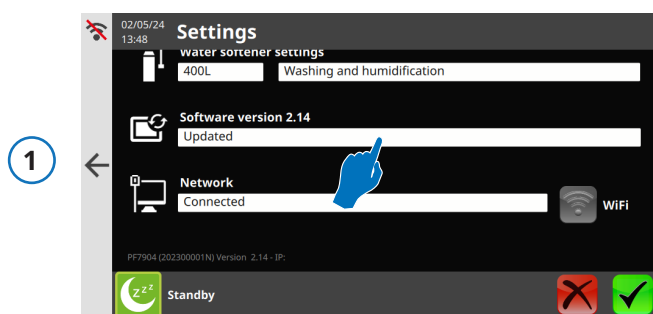 1
02/05/24
13:48
Settings
Water softener settings
400L
Washing and humidification
Software version 2.14
Updated
Network
Connected
WiFi
PF7904 (202300001N) Version 2.14 - IP:
zzz
Standby